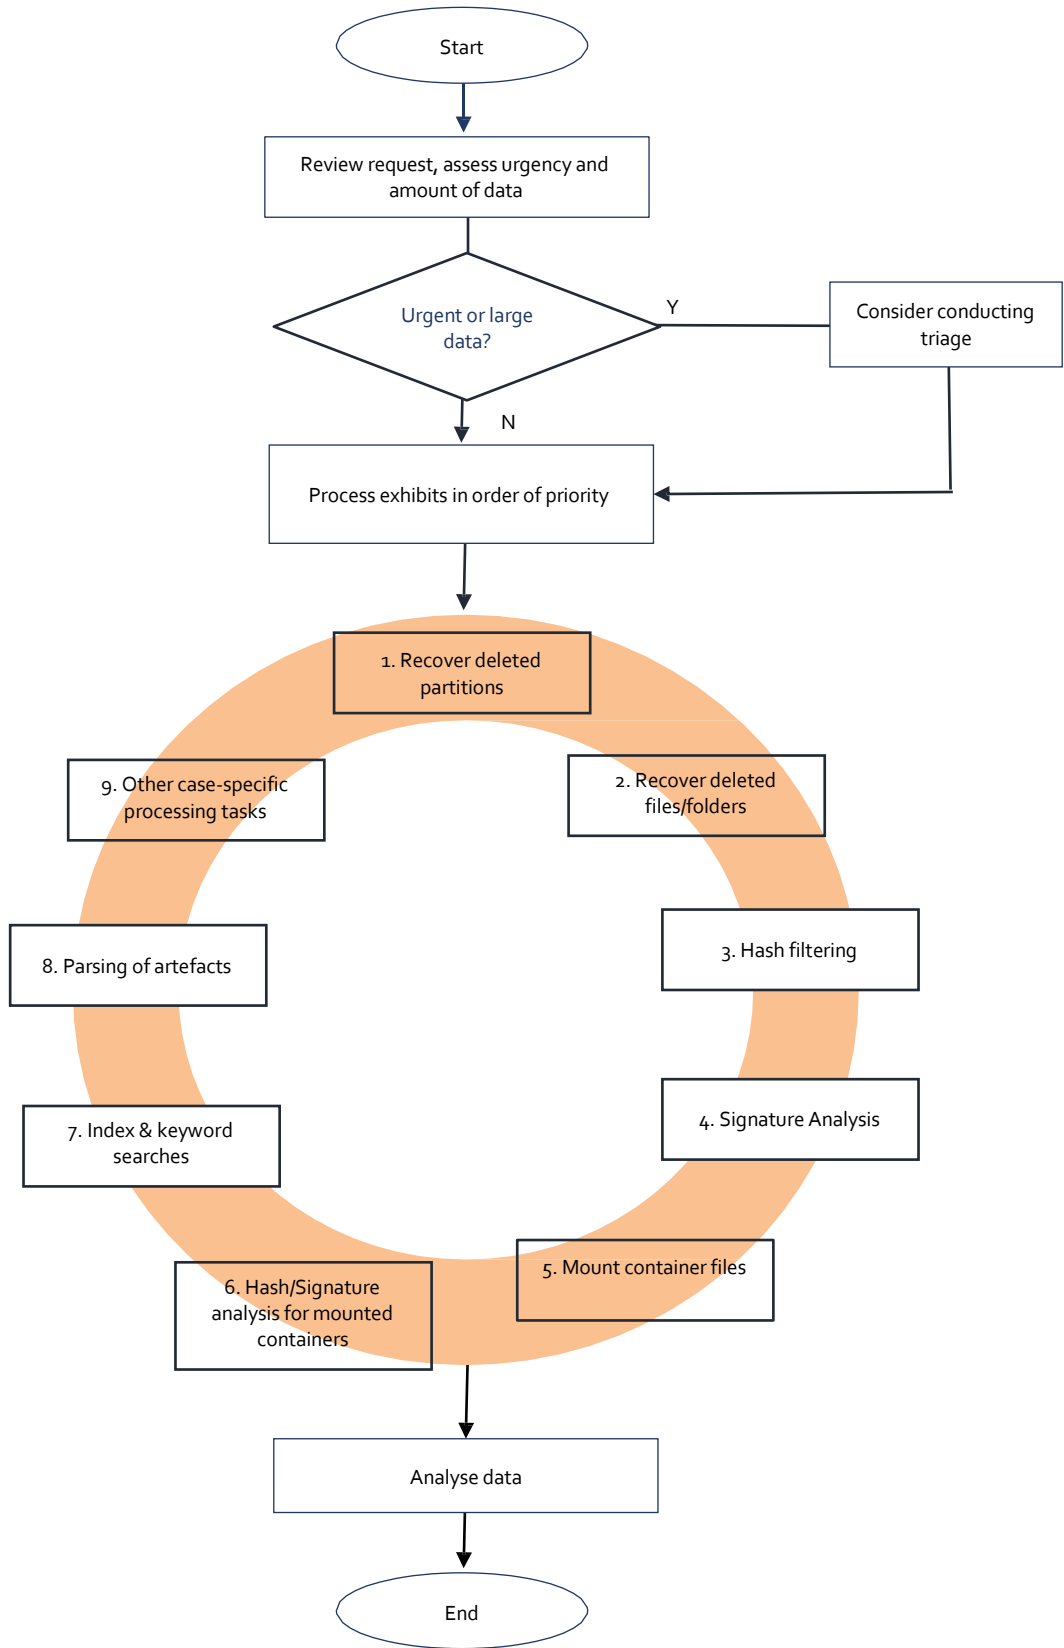 Start
Review request, assess urgency and
amount of data
Urgent or large
data?
Y
Consider conducting
triage
N
Process exhibits in order of priority
1. Recover deleted
partitions
2. Recover deleted
files/folders
3. Hash filtering
4. Signature Analysis
5. Mount container files
6. Hash/Signature
analysis for mounted
containers
7. Index & keyword
searches
8. Parsing of artefacts
9. Other case-specific
processing tasks
Analyse data
End